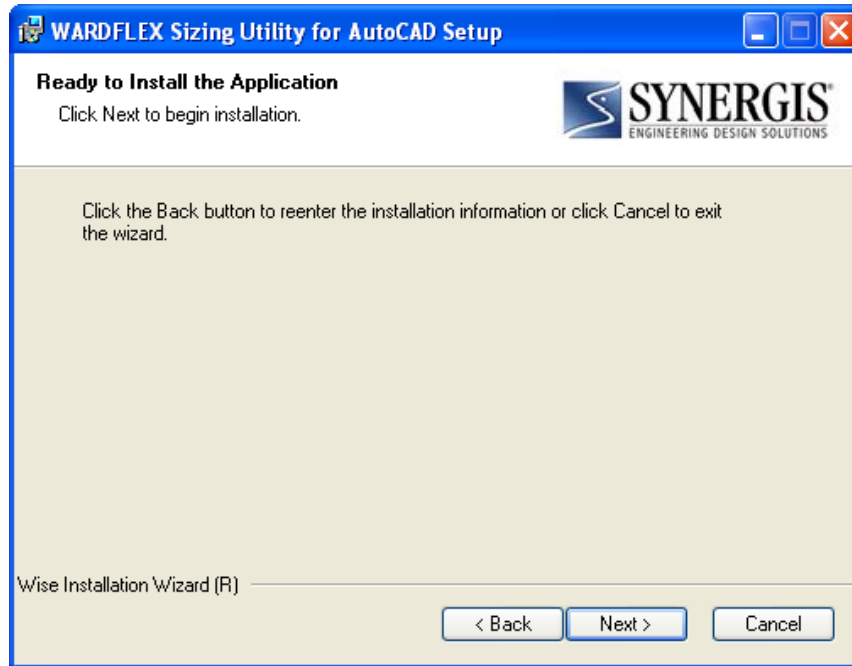 WARDFLEX Sizing Utility for AutoCAD Setup
Ready to Install the Application
Click Next to begin installation.
SYNERGIS®
ENGINEERING DESIGN SOLUTIONS
Click the Back button to reenter the installation information or click Cancel to exit
the wizard.
Wise Installation Wizard (R)
< Back
Next >
Cancel